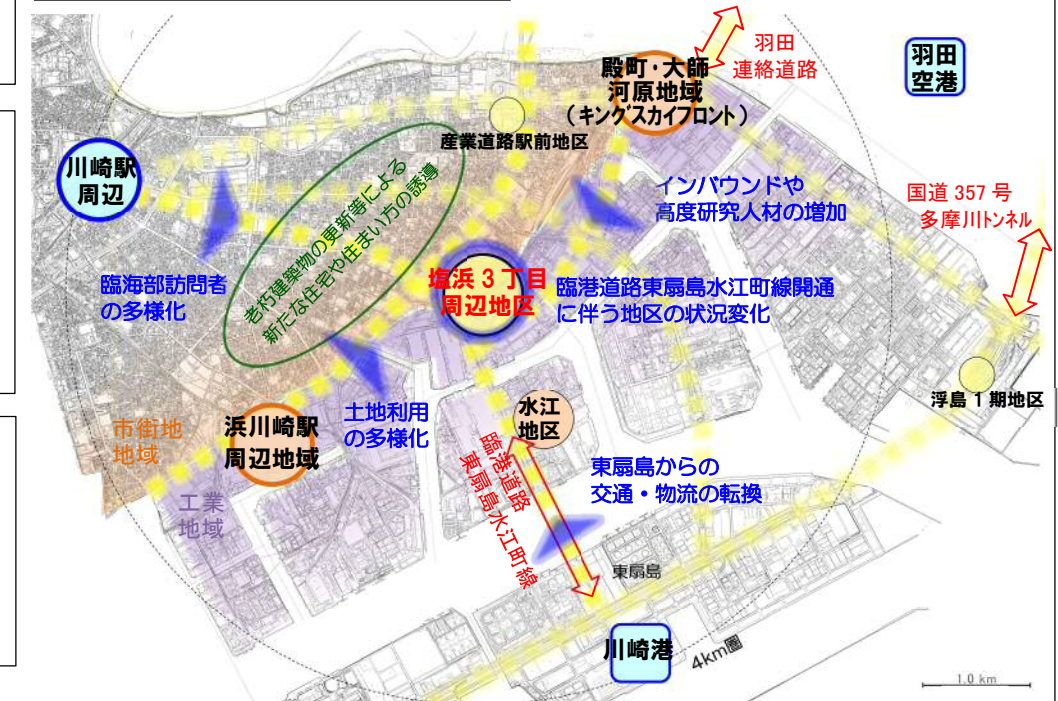 羽田
連絡道路
羽田
空港
殿町・大師
河原地域
(キングスカイフロント)
産業道路駅前地区
川崎駅
周辺
老朽建築物の更新等による
新たな住宅や住まい方の誘導
インバウンドや
高度研究人材の増加
国道 357 号
多摩川トンネル
臨海部訪問者
の多様化
塩浜 3 丁目
周辺地区
臨港道路東扇島水江町線開通
に伴う地区の状況変化
浮島 1 期地区
土地利用
の多様化
水江
地区
市街地
地域
浜川崎駅
周辺地域
臨港道路
東扇島水江町線
東扇島からの
交通・物流の転換
工業
地域
東扇島
川崎港
4km圏
1.0 km